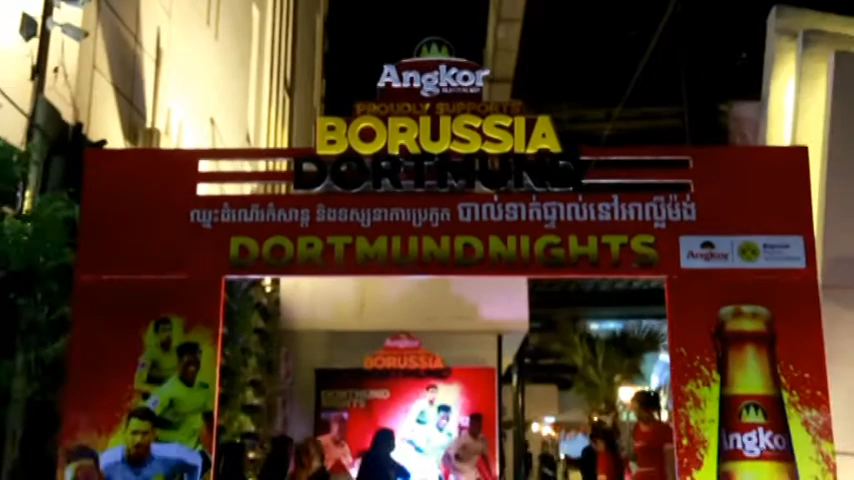 Angkor
PROUDLY SUPPORTS
BORUSSIA
DORTMUND
ឈ្នះដំណើរកំសាន្ត និងទស្សនាការប្រកួត បាល់ទាត់ផ្ទាល់នៅអាល្លឺម៉ង់
DORTMUNDNIGHTS
Angkor
Angkor
BORUSSIA
DORTMUND
Angkor